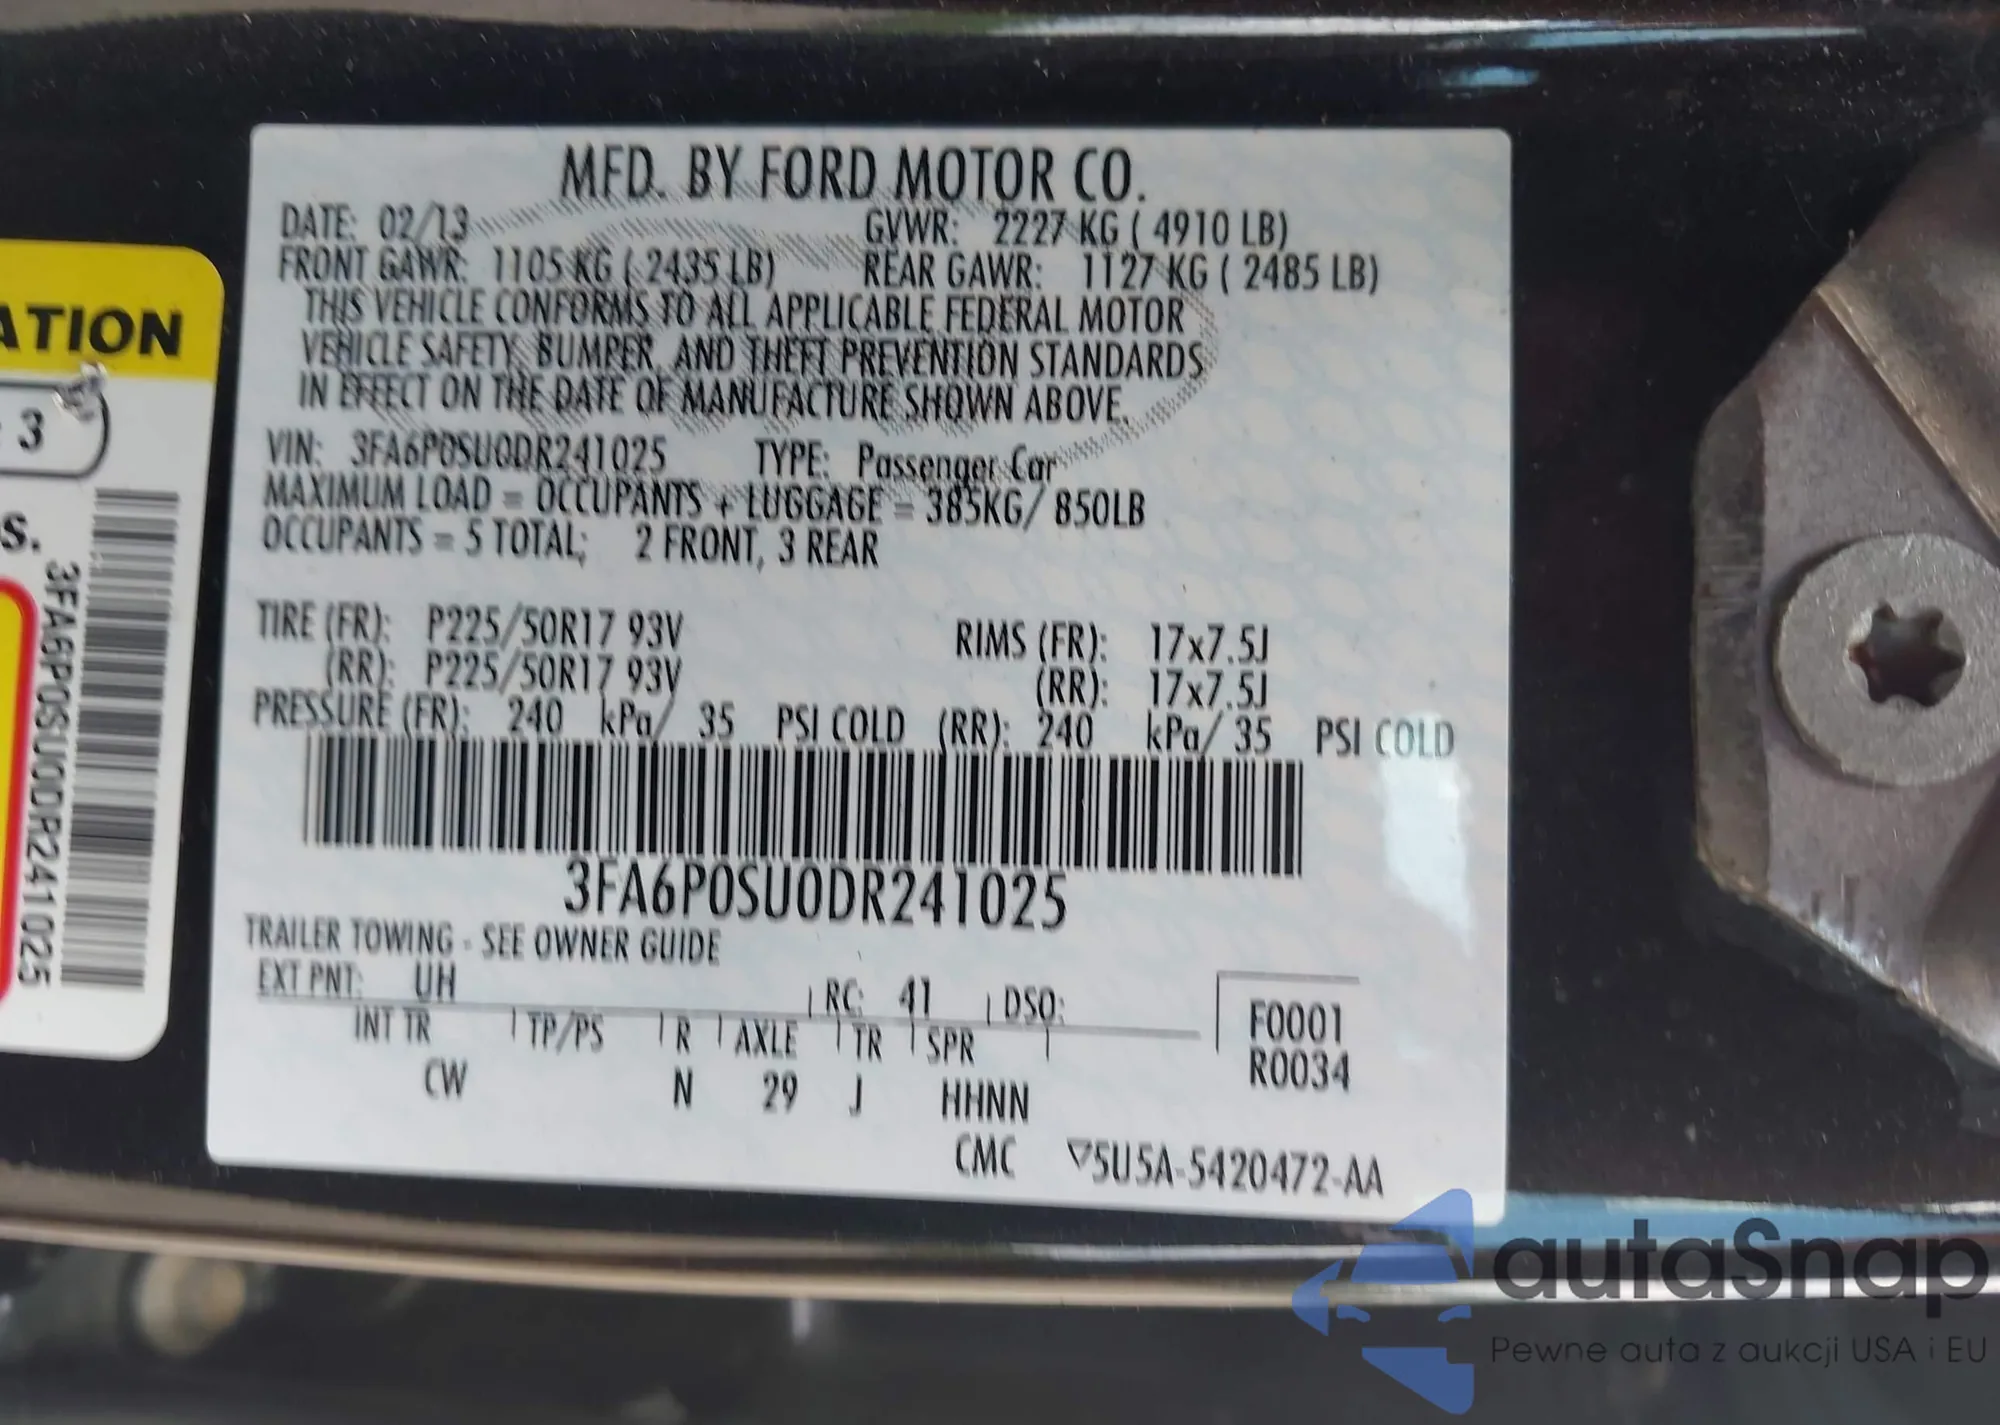 ATION
3
S.
3FA6P0SU0DR241025
MFD. BY FORD MOTOR CO.
DATE: 02/13 GVWR: 2227 KG ( 4910 LB)
FRONT GAWR: 1105 KG ( 2435 LB) REAR GAWR: 1127 KG ( 2485 LB)
THIS VEHICLE CONFORMS TO ALL APPLICABLE FEDERAL MOTOR
VEHICLE SAFETY, BUMPER, AND THEFT PREVENTION STANDARDS
IN EFFECT ON THE DATE OF MANUFACTURE SHOWN ABOVE.
VIN: 3FA6P0SU0DR241025 TYPE: Passenger Car
MAXIMUM LOAD = OCCUPANTS + LUGGAGE = 385KG/ 850LB
OCCUPANTS = 5 TOTAL; 2 FRONT, 3 REAR
TIRE (FR): P225/50R17 93V RIMS (FR): 17x7.5J
(RR): P225/50R17 93V (RR): 17x7.5J
PRESSURE (FR): 240 kPa/ 35 PSI COLD (RR): 240 kPa/ 35 PSI COLD
3FA6P0SU0DR241025
TRAILER TOWING - SEE OWNER GUIDE
EXT PNT: UH RC: 41 DSO:
INT TR TP/PS R AXLE TR SPR
CW N 29 J HHNN
F0001
R0034
CMC ▽5U5A-5420472-AA
autaSnap
Pewne auta z aukcji USA i EU